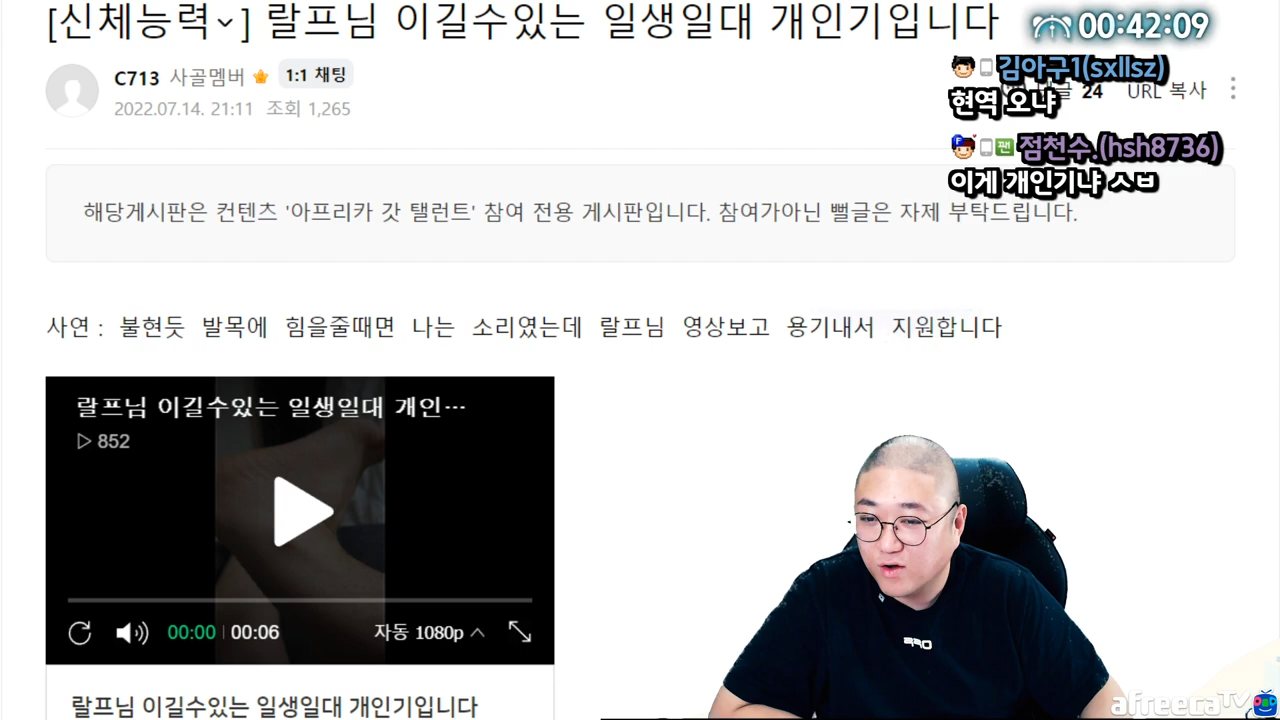 [신체능력⌄] 랄프님 이길수있는 일생일대 개인기입니다
00:42:09
C713 사골멤버 1:1 채팅
2022.07.14. 21:11 조회 1,265
24 URL 복사
김아구1(sxllsz)
현역 오냐
점천수.(hsh8736)
이게 개인기냐 ㅅㅂ
해당게시판은 컨텐츠 '아프리카 갓 탤런트' 참여 전용 게시판입니다. 참여가아닌 뻘글은 자제 부탁드립니다.
사연 : 불현듯 발목에 힘을줄때면 나는 소리였는데 랄프님 영상보고 용기내서 지원합니다
랄프님 이길수있는 일생일대 개인…
852
00:00 00:06 자동 1080p
랄프님 이길수있는 일생일대 개인기입니다
afreecaTV